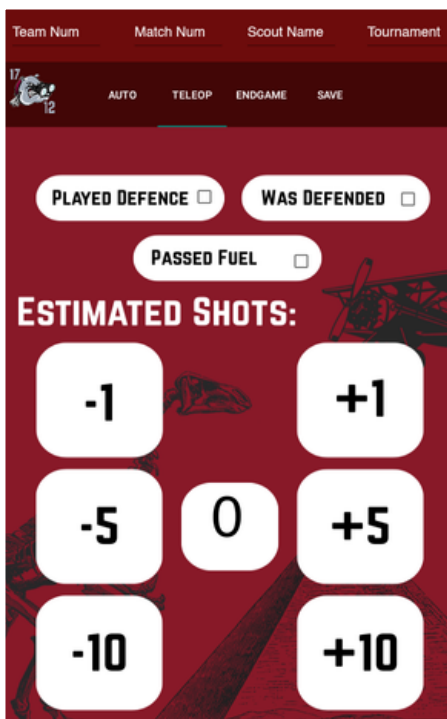 Team Num Match Num Scout Name Tournament
17
12
AUTO TELEOP ENDGAME SAVE
PLAYED DEFENCE WAS DEFENDED
PASSED FUEL
ESTIMATED SHOTS:
-1 +1
-5 0 +5
-10 +10